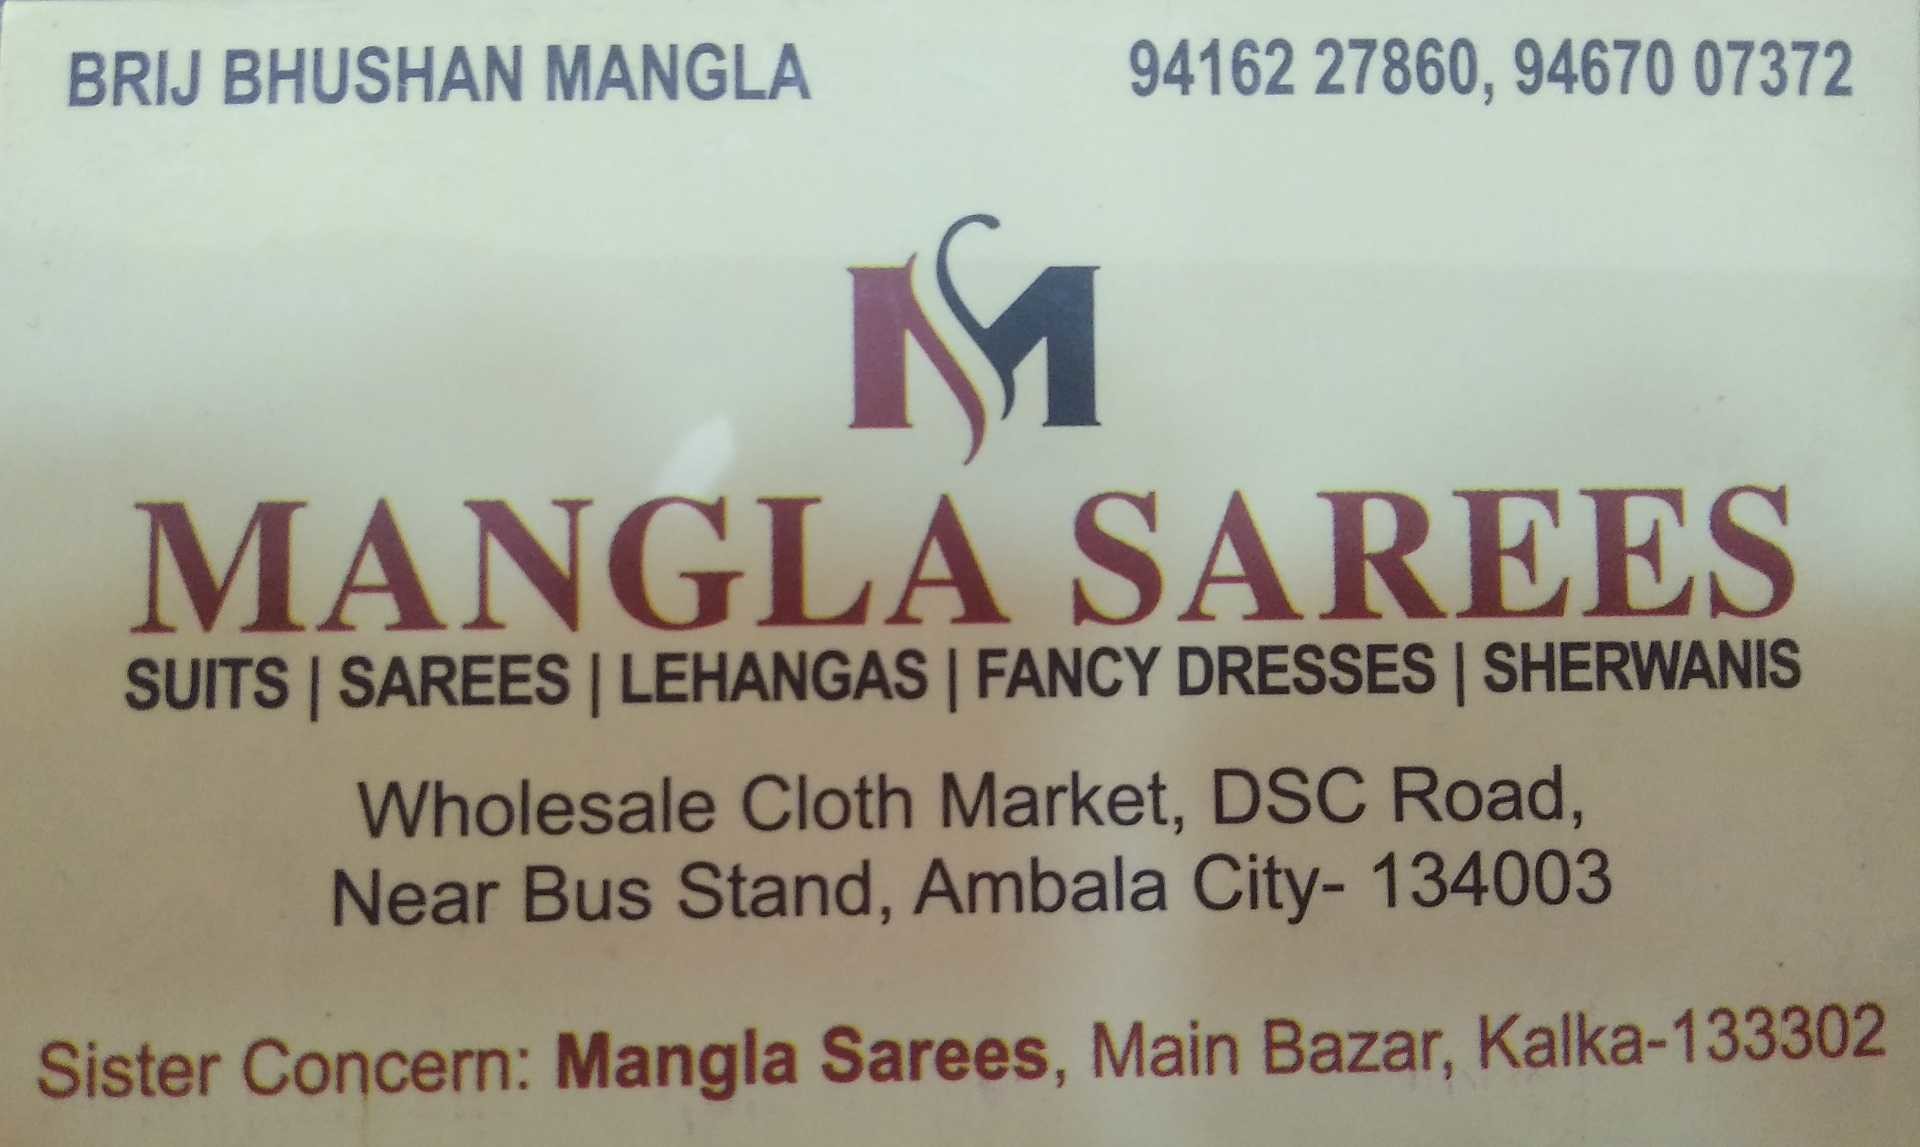 BRIJ BHUSHAN MANGLA 94162 27860, 94670 07372
MANGLA SAREES
SUITS | SAREES | LEHANGAS | FANCY DRESSES | SHERWANIS
Wholesale Cloth Market, DSC Road,
Near Bus Stand, Ambala City- 134003
Sister Concern: Mangla Sarees, Main Bazar, Kalka-133302